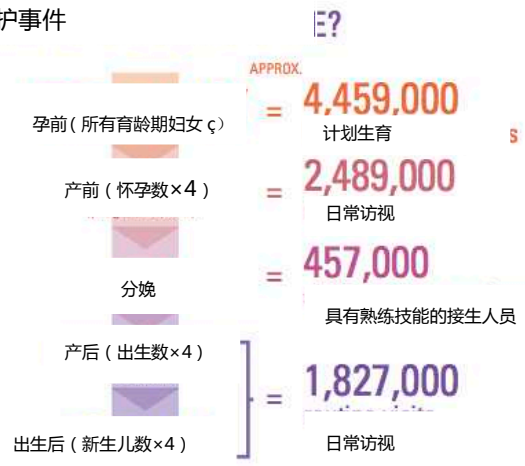 护事件
E?
APPROX.
孕前(所有育龄期妇女 ç)
= 4,459,000
计划生育
s
产前(怀孕数×4)
= 2,489,000
日常访视
分娩
= 457,000
具有熟练技能的接生人员
产后(出生数×4)
= 1,827,000
出生后(新生儿数×4)
日常访视